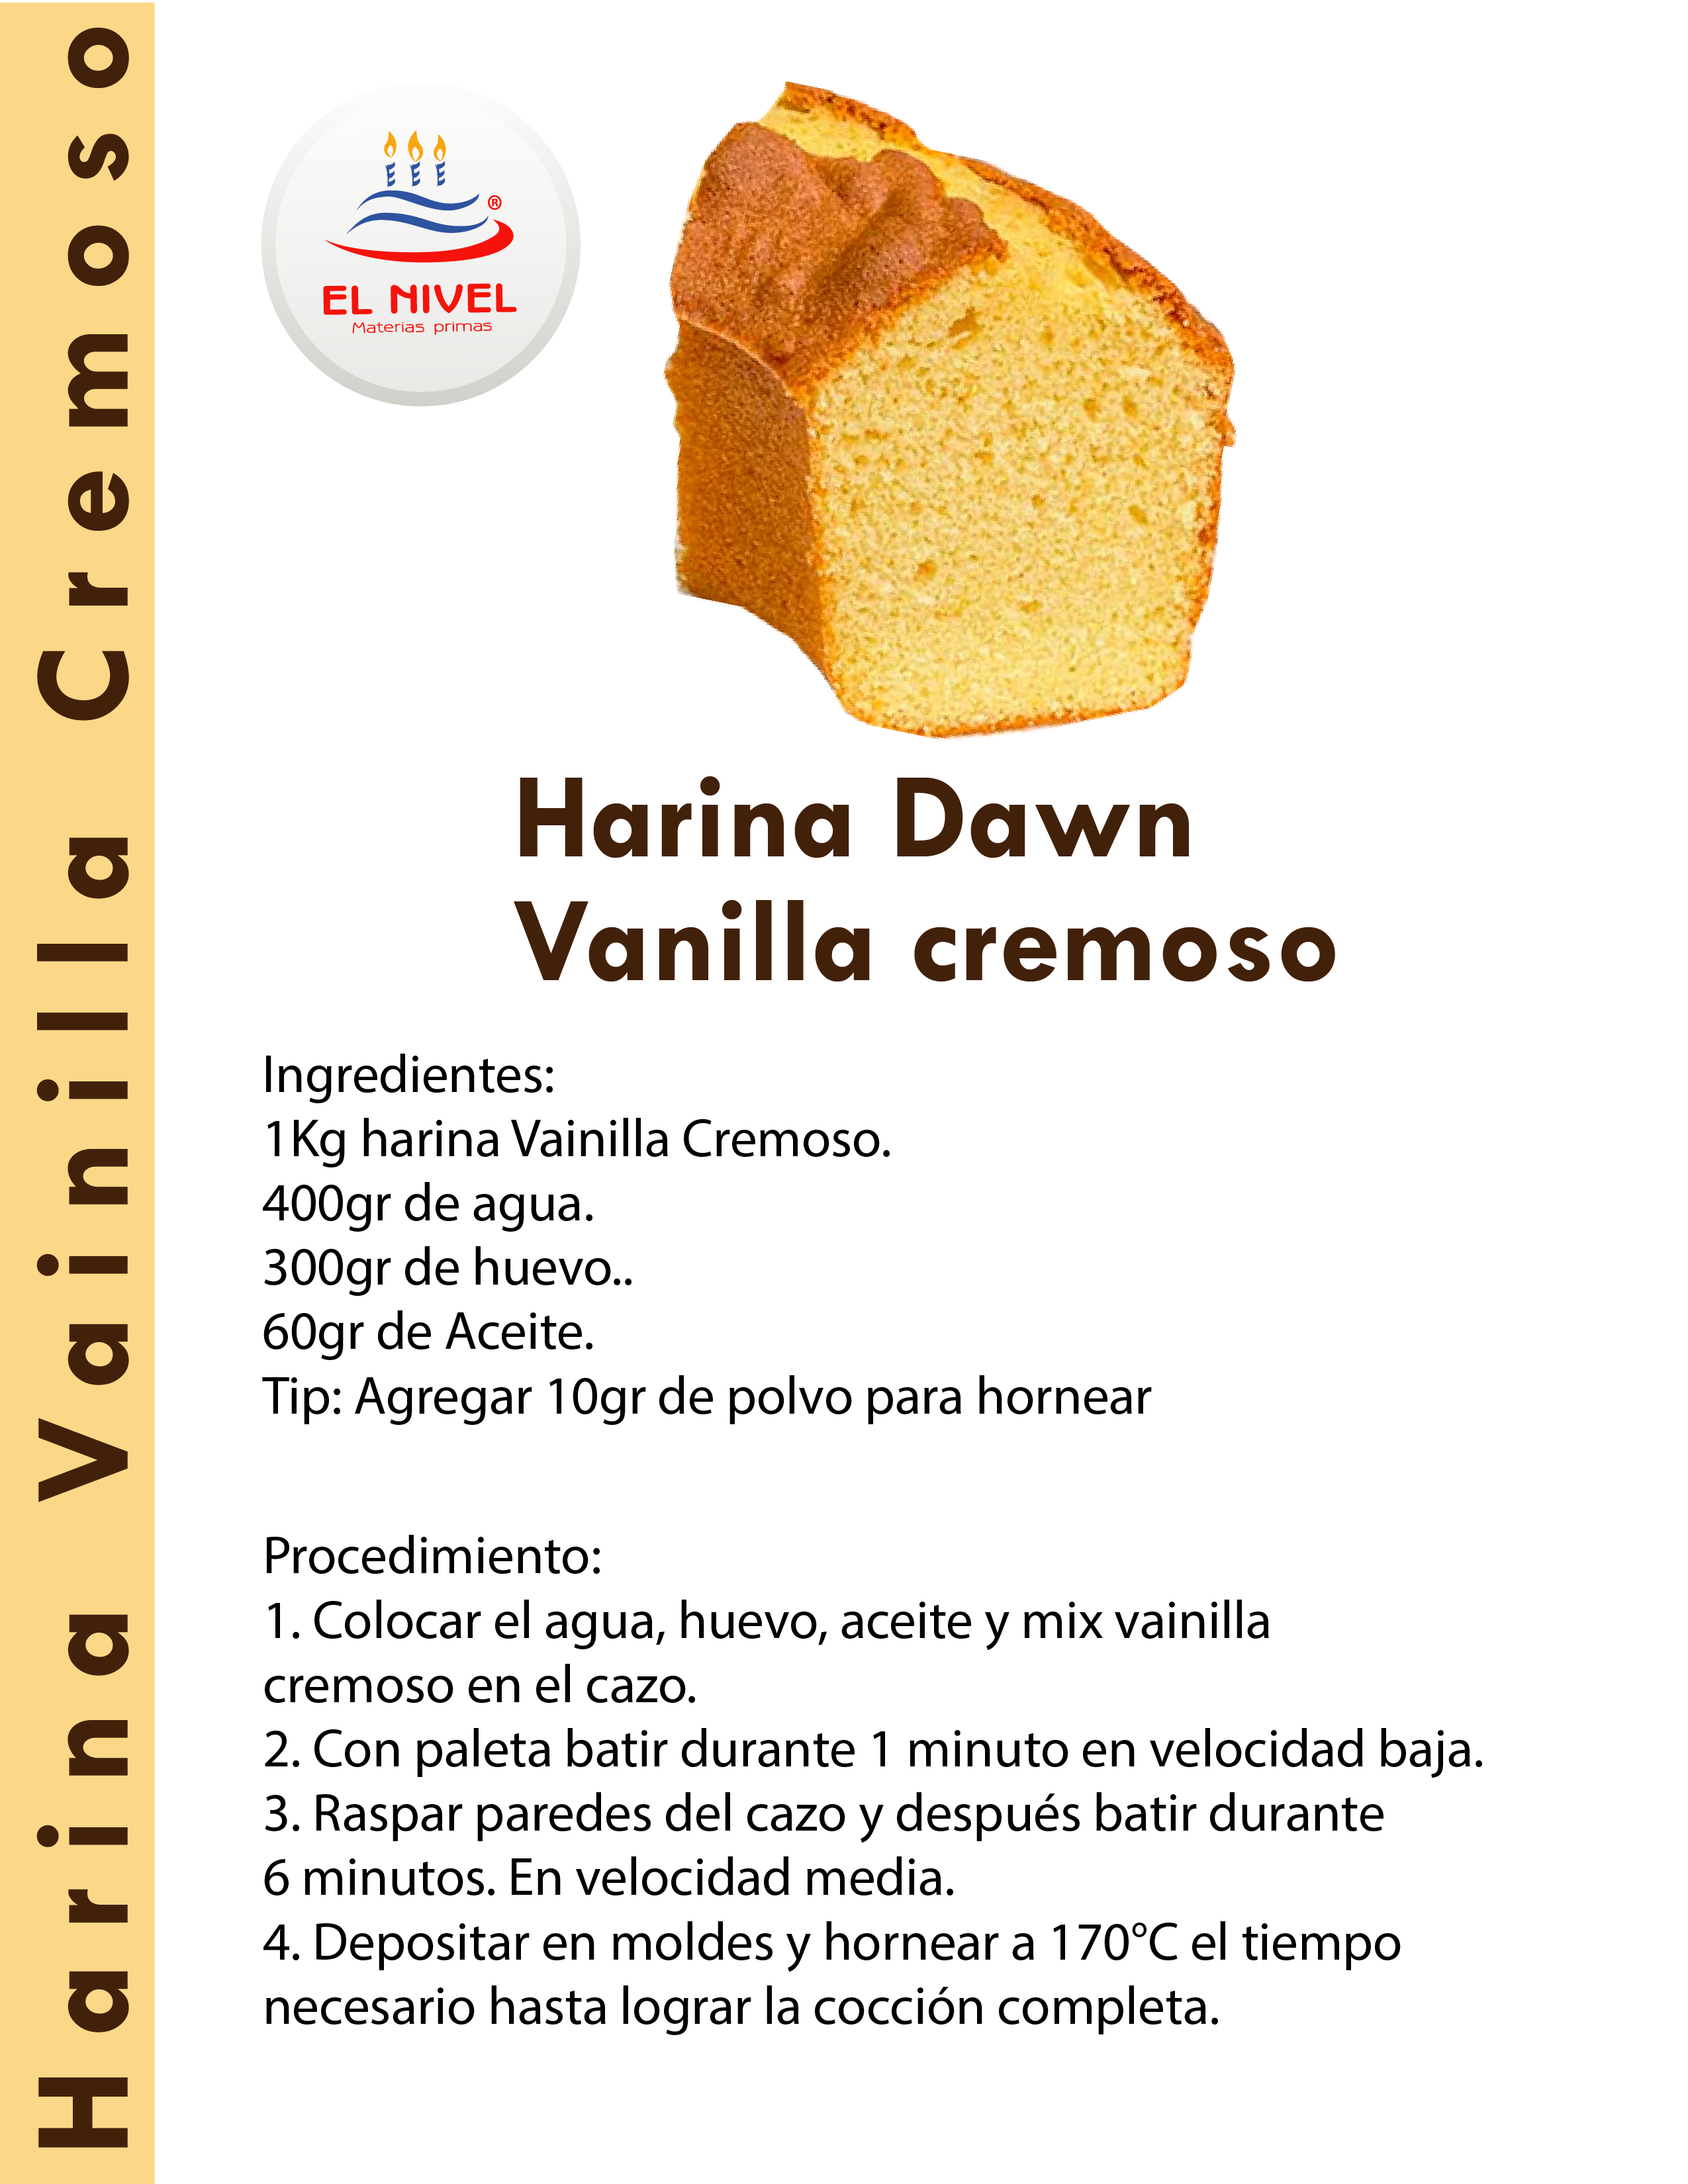 Harina Vainilla Cremoso
®
EL NIVEL
Materias primas
Harina Dawn
Vanilla cremoso
Ingredientes:
1Kg harina Vainilla Cremoso.
400gr de agua.
300gr de huevo..
60gr de Aceite.
Tip: Agregar 10gr de polvo para hornear
Procedimiento:
1. Colocar el agua, huevo, aceite y mix vainilla
cremoso en el cazo.
2. Con paleta batir durante 1 minuto en velocidad baja.
3. Raspar paredes del cazo y después batir durante
6 minutos. En velocidad media.
4. Depositar en moldes y hornear a 170°C el tiempo
necesario hasta lograr la cocción completa.